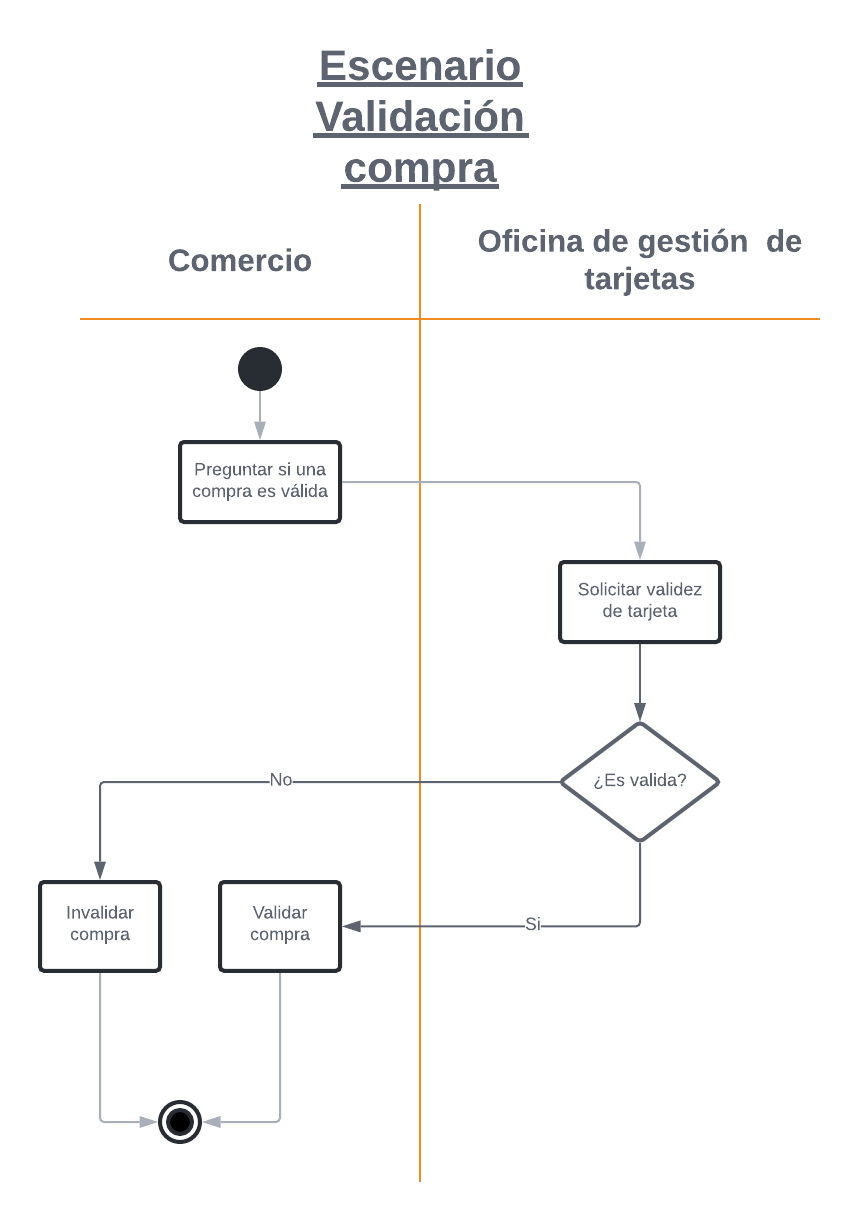 Escenario
Validación
compra
Comercio
Oficina de gestión de
tarjetas
Preguntar si una
compra es válida
Solicitar validez
de tarjeta
¿Es valida?
No
Invalidar
compra
Validar
compra
Si